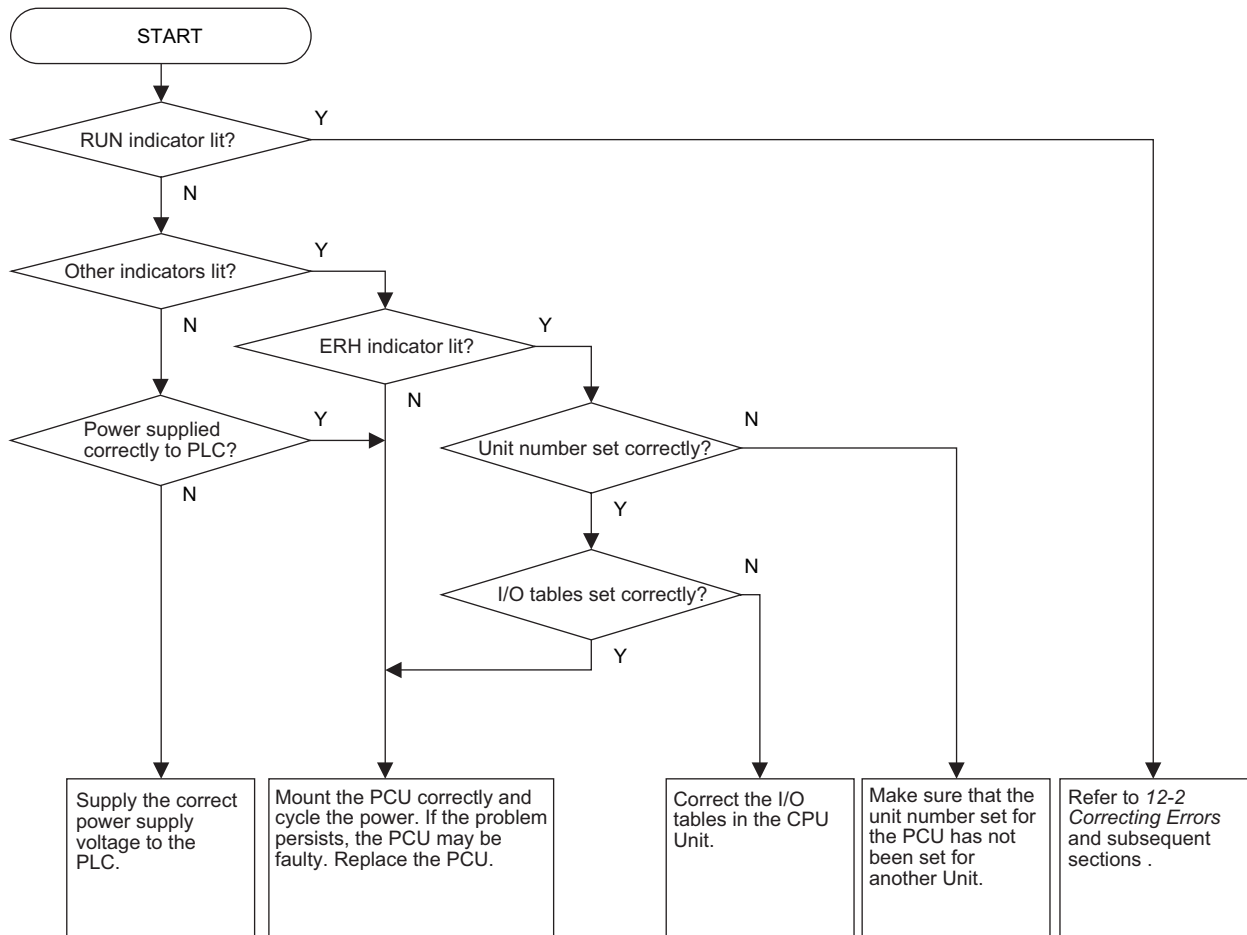 START
Y
RUN indicator lit?
N
Y
Other indicators lit?
N
Y
ERH indicator lit?
N
Power supplied
correctly to PLC?
Y
N
N
Unit number set correctly?
Y
N
I/O tables set correctly?
Y
Supply the correct
power supply
voltage to the
PLC.
Mount the PCU correctly and
cycle the power. If the problem
persists, the PCU may be
faulty. Replace the PCU.
Correct the I/O
tables in the CPU
Unit.
Make sure that the
unit number set for
the PCU has not
been set for
another Unit.
Refer to 12-2
Correcting Errors
and subsequent
sections .